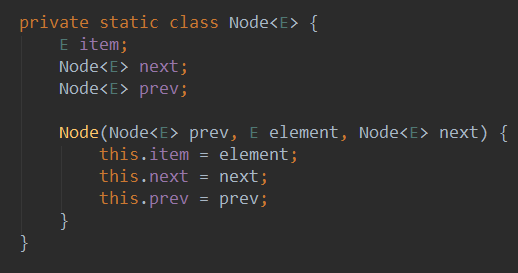 private static class Node<E> {
    E item;
    Node<E> next;
    Node<E> prev;

    Node(Node<E> prev, E element, Node<E> next) {
        this.item = element;
        this.next = next;
        this.prev = prev;
    }
}